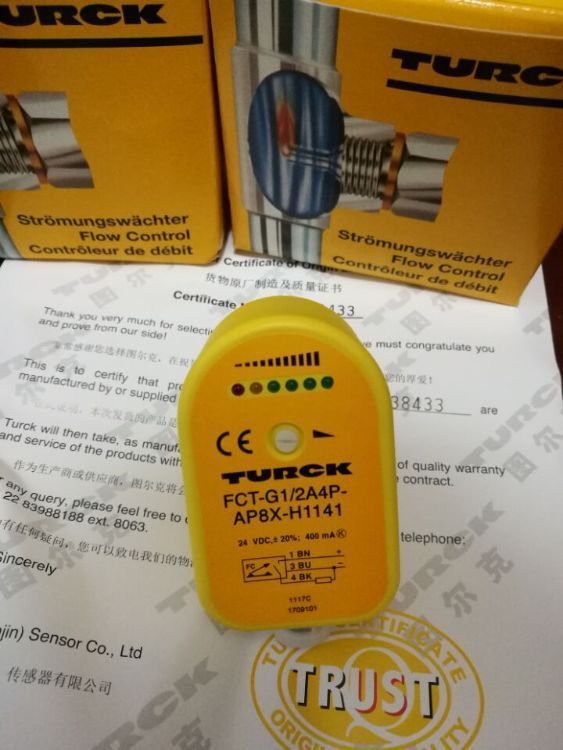 TURCK
TURCK
Strömungswächter
Flow Control
Contrôleur de débit
Strömungswächter
Flow Control
Contrôleur de débit
Certificate of Origin
货物原厂制造及质量证书
Certificate
433
Thank you very much for
we must congratulate you
and prove from our side!
This is to certify that
38433 are
manufactured by or supplied
Turck will then take, as
of quality warranty
and service of the products
contract.
作为生产商或供应商，图尔克将
any query, please feel free to
telephone:
22 83988188 ext. 8063.
有任何疑问，您可以致电我们的
Sincerely
jin) Sensor Co., Ltd
传感器有限公司
CE
TURCK
FCT-G1/2A4P-
AP8X-H1141
24 VDC,± 20%; 400 mA K
FC
1 BN +
3 BU −
4 BK
1117C
1709101
CERTIFICATE
TRUST
TURCK
图尔克